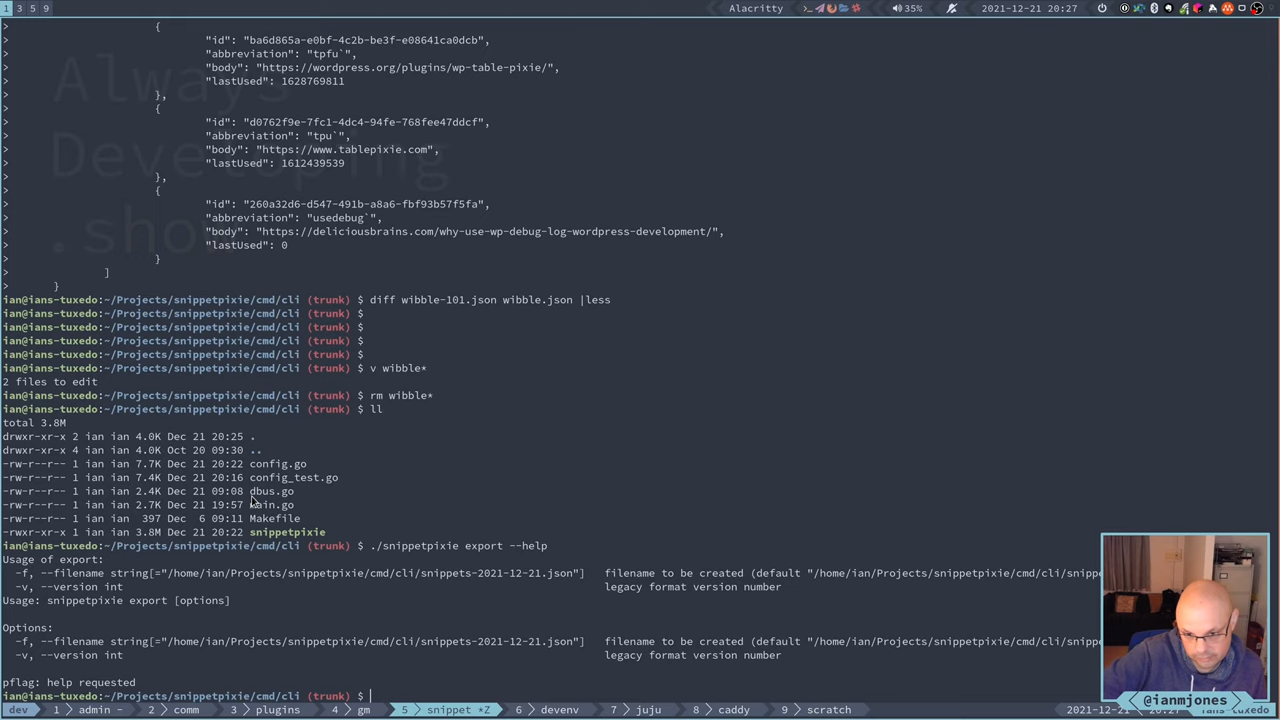 1 3 5 9 Alacritty 35% 2021-12-21 20:27
> {
> "id": "ba6d865a-e0bf-4c2b-be3f-e08641ca0dcb",
> "abbreviation": "tpfu`",
> "body": "https://wordpress.org/plugins/wp-table-pixie/",
> "lastUsed": 1628769811
> },
> {
> "id": "d0762f9e-7fc1-4dc4-94fe-768fee47ddcf",
> "abbreviation": "tpu`",
> "body": "https://www.tablepixie.com",
> "lastUsed": 1612439539
> },
> {
> "id": "260a32d6-d547-491b-a8a6-fbf93b57f5fa",
> "abbreviation": "usedebug`",
> "body": "https://deliciousbrains.com/why-use-wp-debug-log-wordpress-development/",
> "lastUsed": 0
> }
> ]
> }
Always
Developing
.show
ian@ians-tuxedo:~/Projects/snippetpixie/cmd/cli (trunk) $ diff wibble-101.json wibble.json |less
ian@ians-tuxedo:~/Projects/snippetpixie/cmd/cli (trunk) $
ian@ians-tuxedo:~/Projects/snippetpixie/cmd/cli (trunk) $
ian@ians-tuxedo:~/Projects/snippetpixie/cmd/cli (trunk) $
ian@ians-tuxedo:~/Projects/snippetpixie/cmd/cli (trunk) $
ian@ians-tuxedo:~/Projects/snippetpixie/cmd/cli (trunk) $ v wibble*
2 files to edit
ian@ians-tuxedo:~/Projects/snippetpixie/cmd/cli (trunk) $ rm wibble*
ian@ians-tuxedo:~/Projects/snippetpixie/cmd/cli (trunk) $ ll
total 3.8M
drwxr-xr-x 2 ian ian 4.0K Dec 21 20:25 .
drwxr-xr-x 4 ian ian 4.0K Oct 20 09:30 ..
-rw-r--r-- 1 ian ian 7.7K Dec 21 20:22 config.go
-rw-r--r-- 1 ian ian 7.4K Dec 21 20:16 config_test.go
-rw-r--r-- 1 ian ian 2.4K Dec 21 09:08 dbus.go
-rw-r--r-- 1 ian ian 2.7K Dec 21 19:57 main.go
-rw-r--r-- 1 ian ian 397 Dec 6 09:11 Makefile
-rwxr-xr-x 1 ian ian 3.8M Dec 21 20:22 snippetpixie
ian@ians-tuxedo:~/Projects/snippetpixie/cmd/cli (trunk) $ ./snippetpixie export --help
Usage of export:
-f, --filename string[="/home/ian/Projects/snippetpixie/cmd/cli/snippets-2021-12-21.json"] filename to be created (default "/home/ian/Projects/snippetpixie/cmd/cli/sn
-v, --version int legacy format version number
Usage: snippetpixie export [options]
Options:
-f, --filename string[="/home/ian/Projects/snippetpixie/cmd/cli/snippets-2021-12-21.json"] filename to be created (default "/home/ian/Projects/snippetpixie/cmd/cli/sn
-v, --version int legacy format version number
pflag: help requested
ian@ians-tuxedo:~/Projects/snippetpixie/cmd/cli (trunk) $
@ianmjones
dev 1 admin - 2 comm 3 plugins 4 gm 5 snippet *Z 6 devenv 7 juju 8 caddy 9 scratch 2021-12-21 20:27 ians-tuxedo